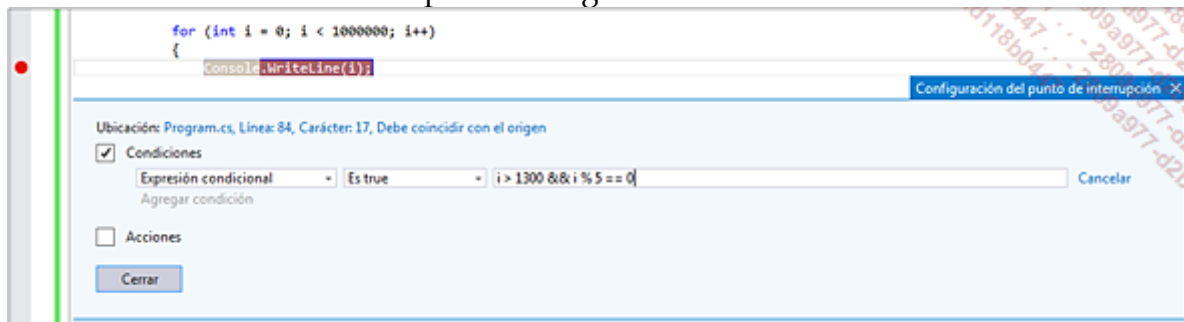 for (int i = 0; i < 1000000; i++)
{
Console.WriteLine(i);
Configuración del punto de interrupción ×
Ubicación: Program.cs, Línea: 84, Carácter: 17, Debe coincidir con el origen
Condiciones
Expresión condicional Es true i > 1300 && i % 5 == 0 Cancelar
Agregar condición
Acciones
Cerrar